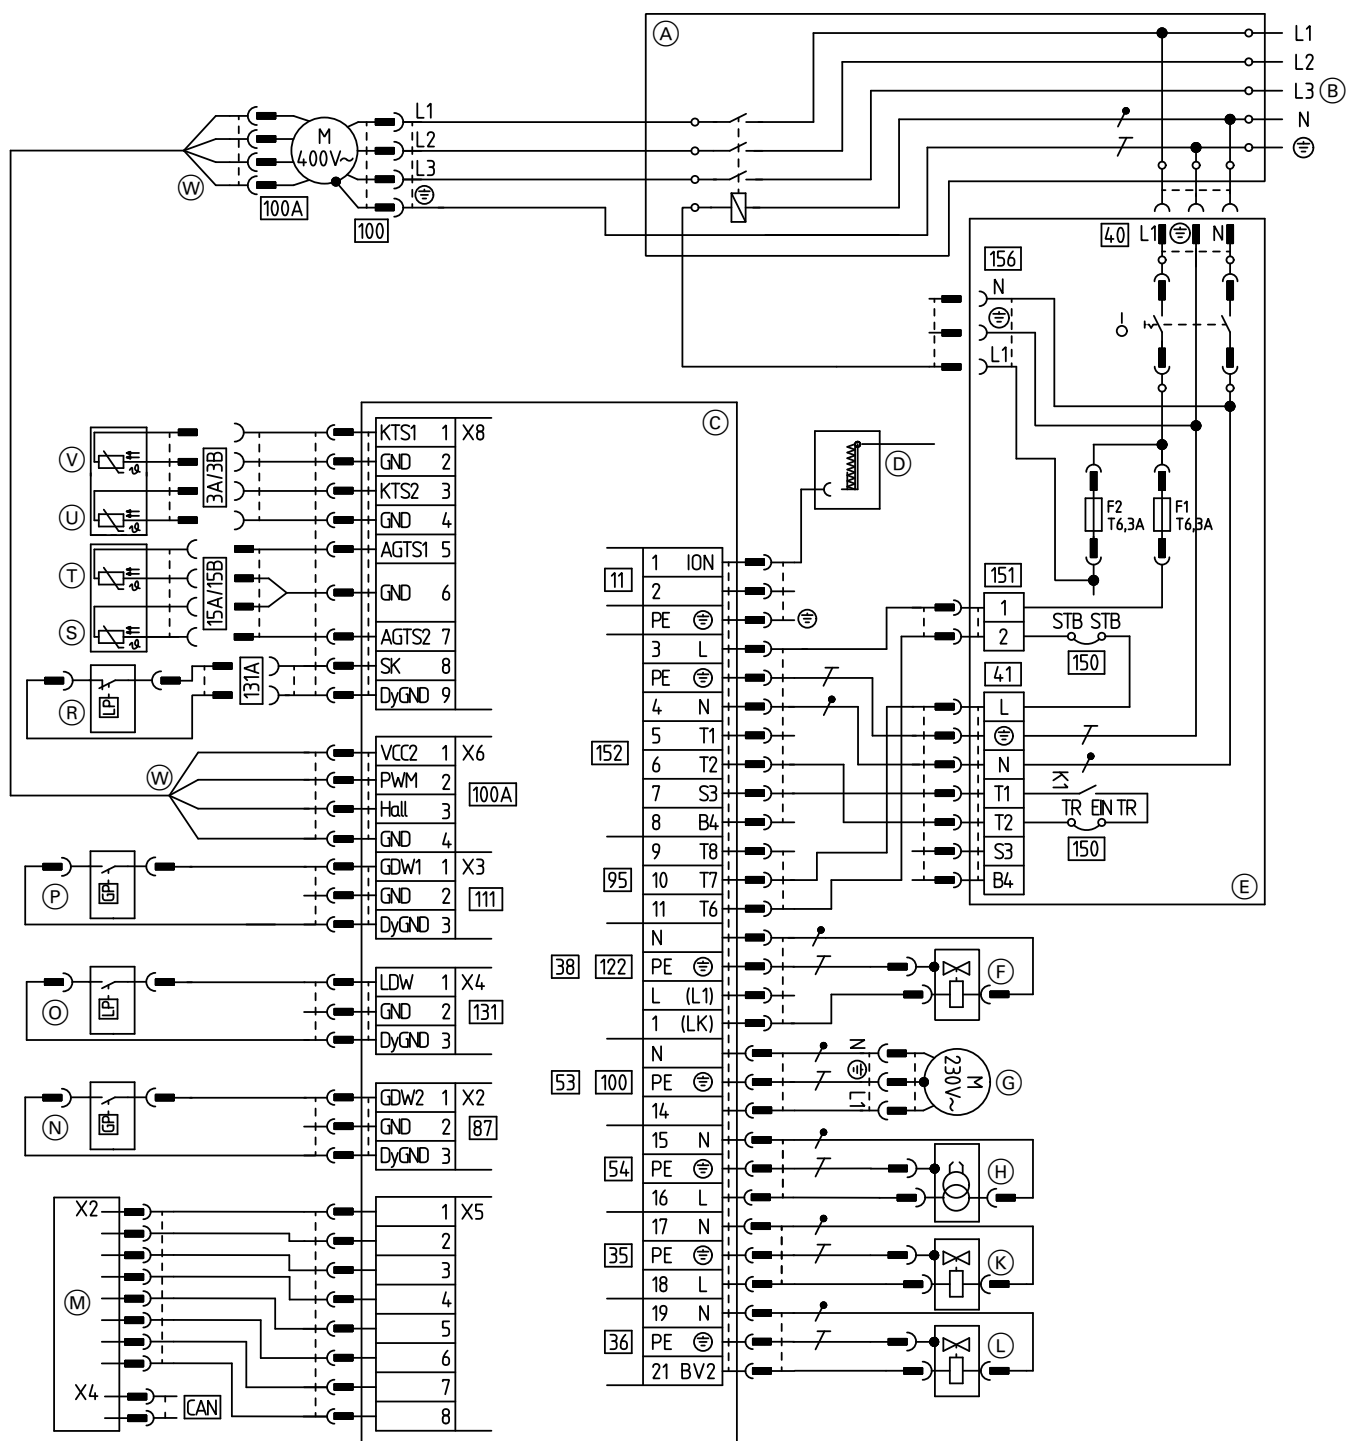 A
L1
L2
L3 B
N
L1
L2
L3
M
400V~
W
100A
100
40 L1 N
156
N
L1
F2
T6,3A
F1
T6,3A
C
D
V
U
T
S
R
3A/3B
15A/15B
131A
LP
KTS1 1 X8
GND 2
KTS2 3
GND 4
AGTS1 5
GND 6
AGTS2 7
SK 8
DyGND 9
W
VCC2 1 X6
PWM 2
100A
Hall 3
GND 4
P
GP
GDW1 1 X3
GND 2
111
DyGND 3
O
LP
LDW 1 X4
GND 2
131
DyGND 3
N
GP
GDW2 1 X2
GND 2
87
DyGND 3
X2
M
X4
CAN
1 X5
2
3
4
5
6
7
8
11
1 ION
2
PE
3 L
PE
4 N
5 T1
152
6 T2
7 S3
8 B4
9 T8
95
10 T7
11 T6
N
38 122
PE
L (L1)
1 (LK)
N
53 100
PE
14
15 N
54
PE
16 L
17 N
35
PE
18 L
19 N
36
PE
21 BV2
151
1
2
STB STB
150
41
L
N
K1
T1
TR EIN TR
T2
150
S3
B4
E
F
N
L1
M
230V~
G
H
K
L